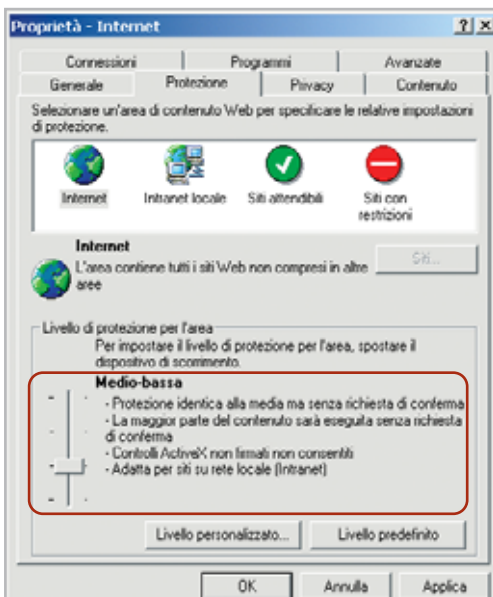 Proprietà - Internet
? ×
Connessioni Programmi Avanzate
Generale Protezione Privacy Contenuto
Selezionare un'area di contenuto Web per specificare le relative impostazioni
di protezione.
Internet Intranet locale Siti attendibili Siti con
restrizioni
Internet
L'area contiene tutti i siti Web non compresi in altre
aree
Siti...
Livello di protezione per l'area
Per impostare il livello di protezione per l'area, spostare il
dispositivo di scorrimento.
Medio-bassa
- Protezione identica alla media ma senza richiesta di conferma
- La maggior parte del contenuto sarà eseguita senza richiesta
di conferma
- Controlli ActiveX non firmati non consentiti
- Adatta per siti su rete locale (Intranet)
Livello personalizzato... Livello predefinito
OK Annulla Applica